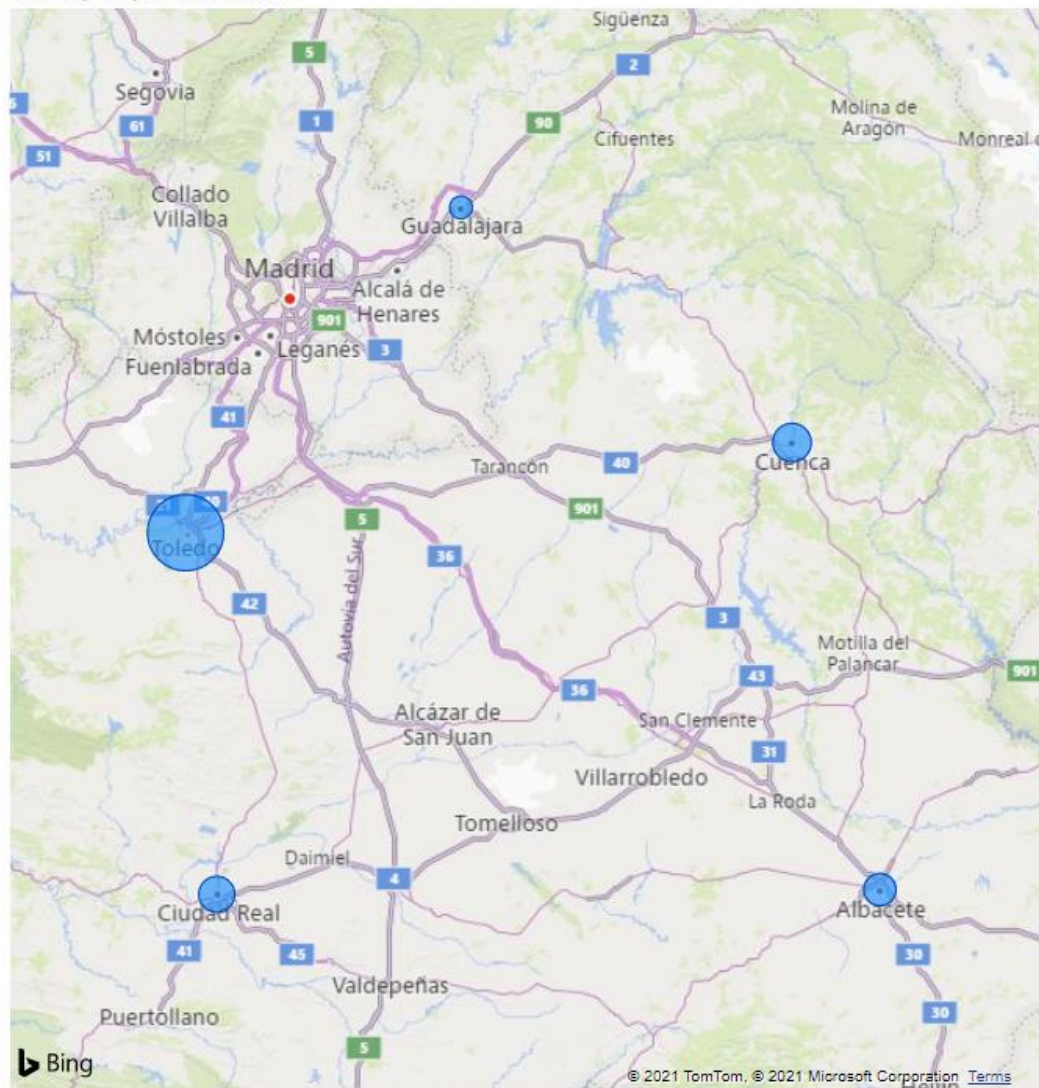 Sigüenza
5
2
Segovia
1
90
Molina de
Aragón
61
Cifuentes
Monreal d
51
Collado
Villalba
Guadalajara
Madrid
Alcalá de
Henares
901
Móstoles
Leganés
3
Fuenlabrada
41
Cuenca
Tarancón
40
901
5
Toledo
36
42
Autovía del Sur
3
Motilla del
Palancar
43
901
36
Alcázar de
San Juan
San Clemente
31
Villarrobledo
La Roda
Tomelloso
Daimiel
4
Ciudad Real
Albacete
41
45
30
Valdepeñas
30
Puertollano
5
Bing
© 2021 TomTom, © 2021 Microsoft Corporation Terms